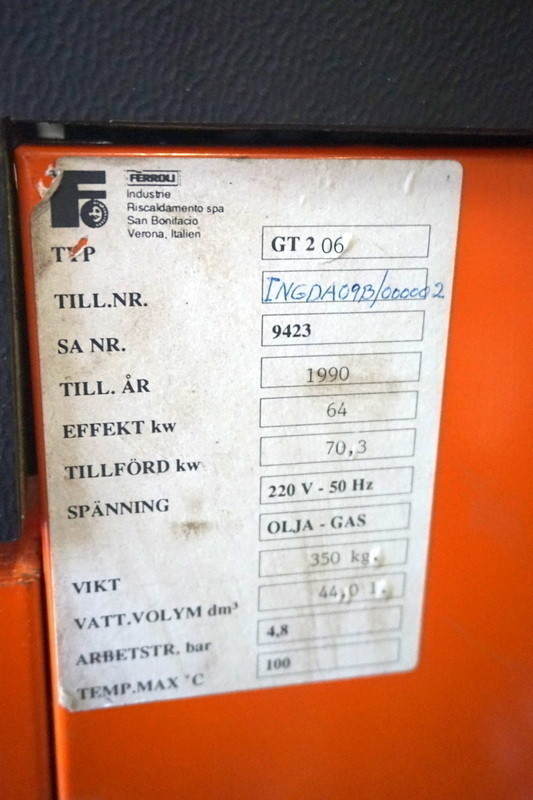 FERROLI
Industrie
Riscaldamento spa
San Bonifacio
Verona, Italien
TYP GT 2 06
TILL.NR. INGDA09B/000002
SA NR. 9423
TILL. ÅR 1990
EFFEKT kw 64
TILLFÖRD kw 70,3
SPÄNNING 220 V - 50 Hz
OLJA - GAS
VIKT 350 kg.
VATT.VOLYM dm³ 44,0 l.
ARBETSTR. bar 4,8
TEMP.MAX °C 100